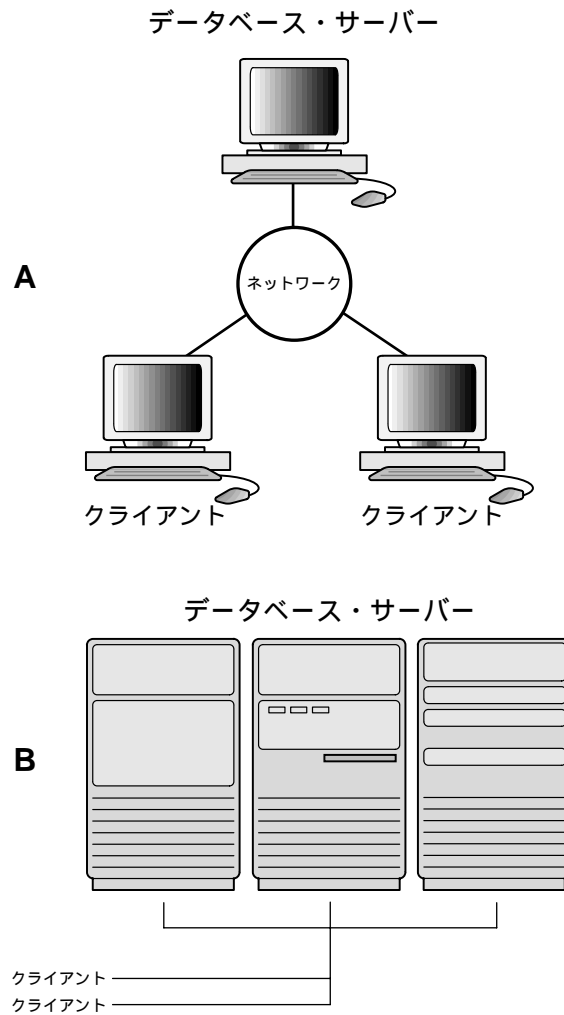 データベース・サーバー
A
ネットワーク
クライアント
クライアント
データベース・サーバー
B
クライアント
クライアント